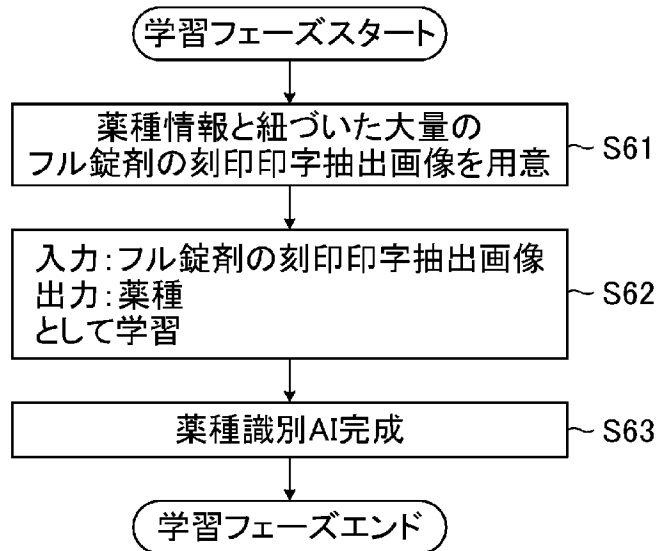 学習フェーズスタート
薬種情報と紐づいた大量の
フル錠剤の刻印印字抽出画像を用意
S61
入力:フル錠剤の刻印印字抽出画像
出力:薬種
として学習
S62
薬種識別AI完成
S63
学習フェーズエンド